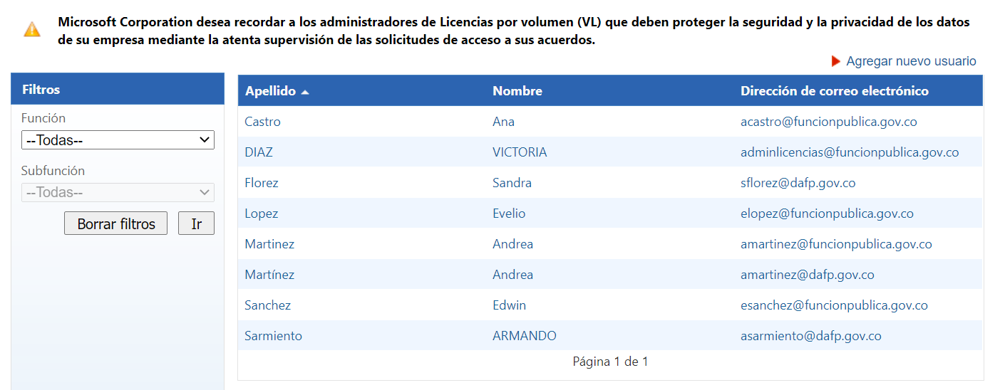 Microsoft Corporation desea recordar a los administradores de Licencias por volumen (VL) que deben proteger la seguridad y la privacidad de los datos
de su empresa mediante la atenta supervisión de las solicitudes de acceso a sus acuerdos.
Agregar nuevo usuario
Filtros
Función
--Todas--
Subfunción
--Todas--
Borrar filtros Ir
Apellido Nombre Dirección de correo electrónico
Castro Ana acastro@funcionpublica.gov.co
DIAZ VICTORIA adminlicencias@funcionpublica.gov.co
Florez Sandra sflorez@dafp.gov.co
Lopez Evelio elopez@funcionpublica.gov.co
Martinez Andrea amartinez@funcionpublica.gov.co
Martínez Andrea amartinez@dafp.gov.co
Sanchez Edwin esanchez@funcionpublica.gov.co
Sarmiento ARMANDO asarmiento@dafp.gov.co
Página 1 de 1